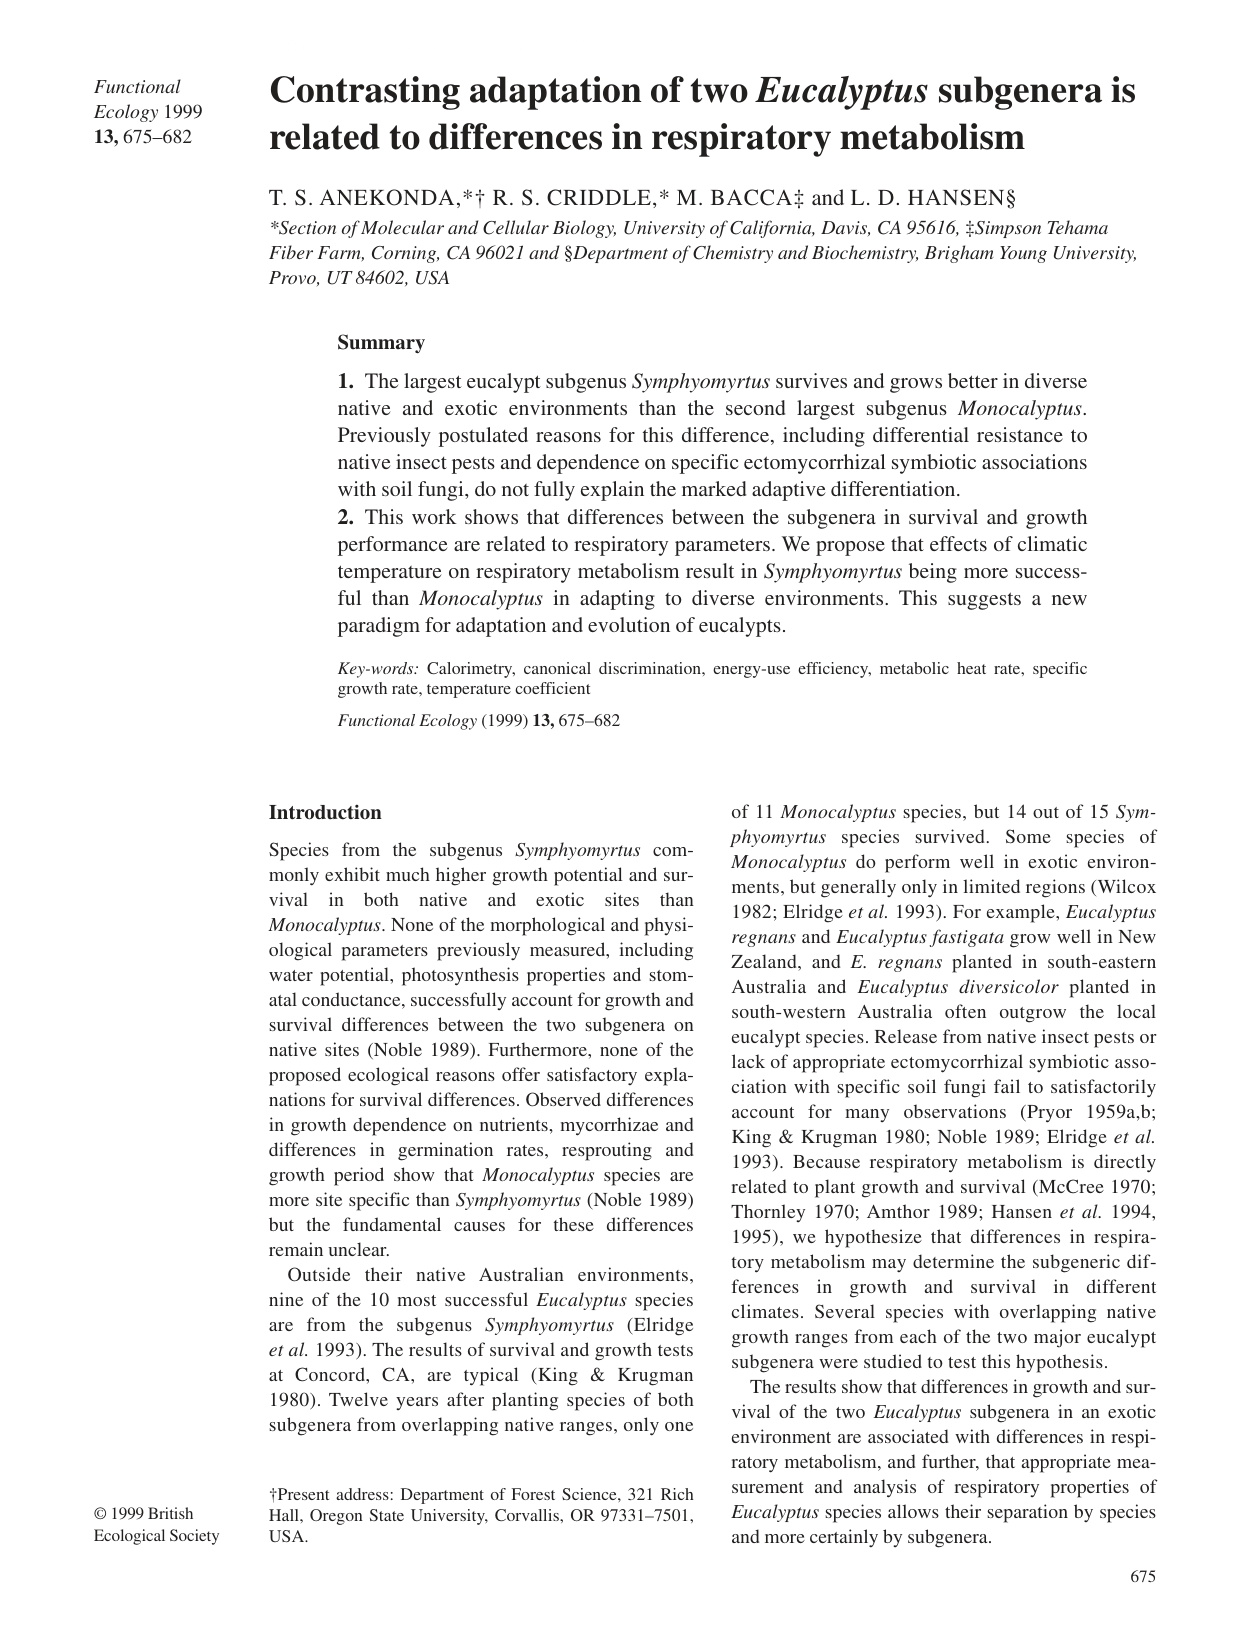 Functional
Ecology 1999
13, 675–682
Contrasting adaptation of two Eucalyptus subgenera is
related to differences in respiratory metabolism
T. S. ANEKONDA,*† R. S. CRIDDLE,* M. BACCA‡ and L. D. HANSEN§
*Section of Molecular and Cellular Biology, University of California, Davis, CA 95616, ‡Simpson Tehama
Fiber Farm, Corning, CA 96021 and §Department of Chemistry and Biochemistry, Brigham Young University,
Provo, UT 84602, USA
Summary
1. The largest eucalypt subgenus Symphyomyrtus survives and grows better in diverse
native and exotic environments than the second largest subgenus Monocalyptus.
Previously postulated reasons for this difference, including differential resistance to
native insect pests and dependence on specific ectomycorrhizal symbiotic associations
with soil fungi, do not fully explain the marked adaptive differentiation.
2. This work shows that differences between the subgenera in survival and growth
performance are related to respiratory parameters. We propose that effects of climatic
temperature on respiratory metabolism result in Symphyomyrtus being more success-
ful than Monocalyptus in adapting to diverse environments. This suggests a new
paradigm for adaptation and evolution of eucalypts.
Key-words: Calorimetry, canonical discrimination, energy-use efficiency, metabolic heat rate, specific
growth rate, temperature coefficient
Functional Ecology (1999) 13, 675–682
Introduction
Species from the subgenus Symphyomyrtus com-
monly exhibit much higher growth potential and sur-
vival in both native and exotic sites than
Monocalyptus. None of the morphological and physi-
ological parameters previously measured, including
water potential, photosynthesis properties and stom-
atal conductance, successfully account for growth and
survival differences between the two subgenera on
native sites (Noble 1989). Furthermore, none of the
proposed ecological reasons offer satisfactory expla-
nations for survival differences. Observed differences
in growth dependence on nutrients, mycorrhizae and
differences in germination rates, resprouting and
growth period show that Monocalyptus species are
more site specific than Symphyomyrtus (Noble 1989)
but the fundamental causes for these differences
remain unclear.
Outside their native Australian environments,
nine of the 10 most successful Eucalyptus species
are from the subgenus Symphyomyrtus (Elridge
et al. 1993). The results of survival and growth tests
at Concord, CA, are typical (King & Krugman
1980). Twelve years after planting species of both
subgenera from overlapping native ranges, only one
†Present address: Department of Forest Science, 321 Rich
Hall, Oregon State University, Corvallis, OR 97331–7501,
USA.
of 11 Monocalyptus species, but 14 out of 15 Sym-
phyomyrtus species survived. Some species of
Monocalyptus do perform well in exotic environ-
ments, but generally only in limited regions (Wilcox
1982; Elridge et al. 1993). For example, Eucalyptus
regnans and Eucalyptus fastigata grow well in New
Zealand, and E. regnans planted in south-eastern
Australia and Eucalyptus diversicolor planted in
south-western Australia often outgrow the local
eucalypt species. Release from native insect pests or
lack of appropriate ectomycorrhizal symbiotic asso-
ciation with specific soil fungi fail to satisfactorily
account for many observations (Pryor 1959a,b;
King & Krugman 1980; Noble 1989; Elridge et al.
1993). Because respiratory metabolism is directly
related to plant growth and survival (McCree 1970;
Thornley 1970; Amthor 1989; Hansen et al. 1994,
1995), we hypothesize that differences in respira-
tory metabolism may determine the subgeneric dif-
ferences in growth and survival in different
climates. Several species with overlapping native
growth ranges from each of the two major eucalypt
subgenera were studied to test this hypothesis.
The results show that differences in growth and sur-
vival of the two Eucalyptus subgenera in an exotic
environment are associated with differences in respi-
ratory metabolism, and further, that appropriate mea-
surement and analysis of respiratory properties of
Eucalyptus species allows their separation by species
and more certainly by subgenera.
© 1999 British
Ecological Society
675